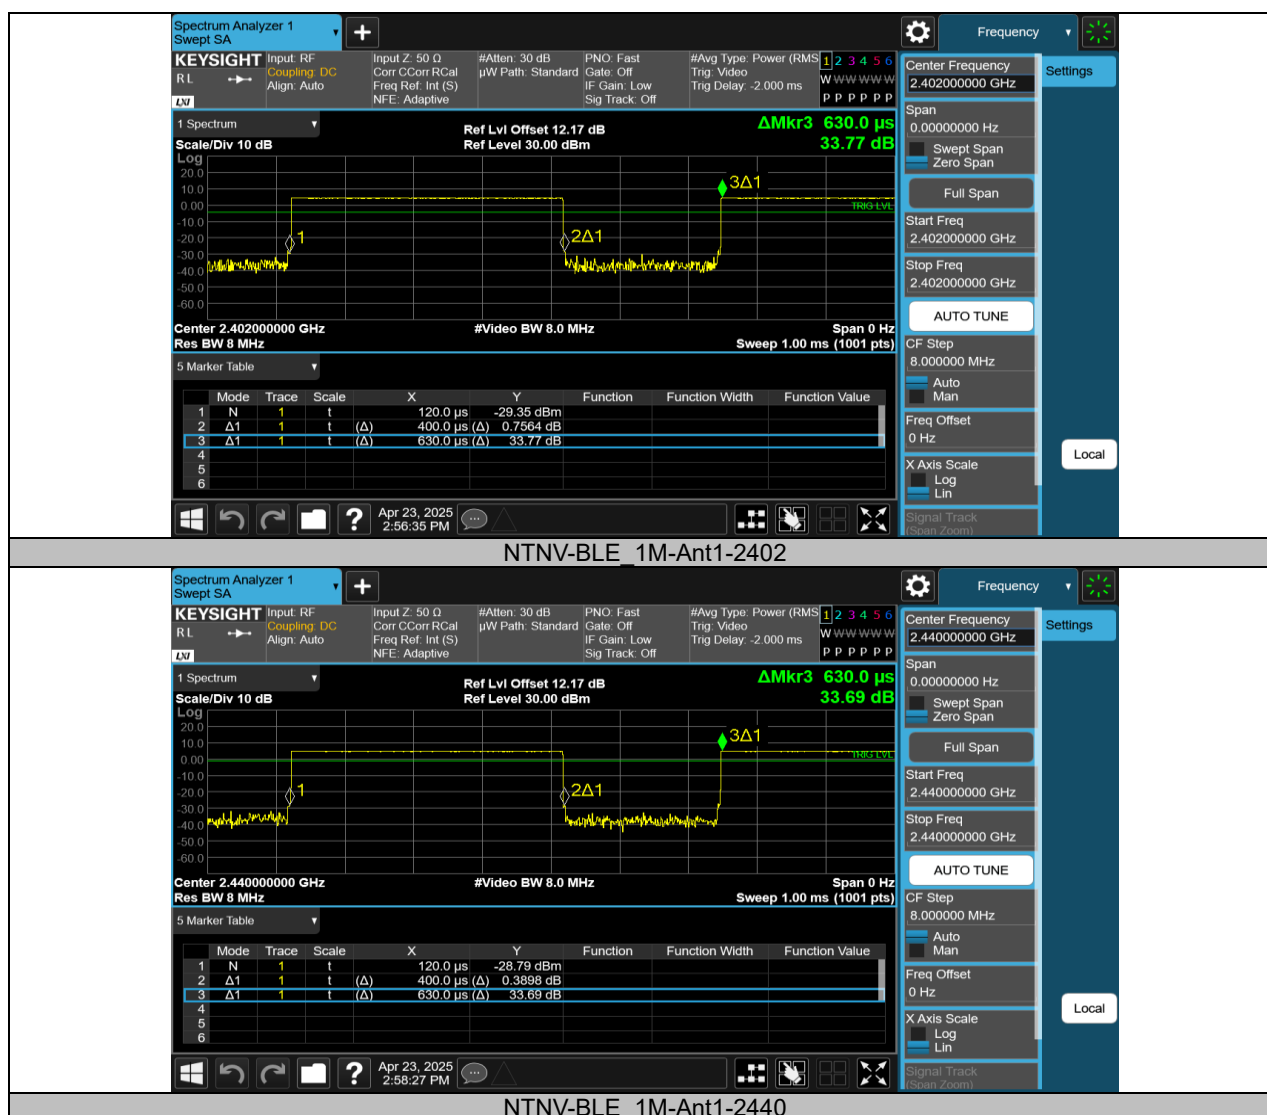 Spectrum Analyzer 1
Swept SA
Frequency
KEYSIGHT
RL
LXI
Input: RF
Coupling: DC
Align: Auto
Input Z: 50 Ω
Corr CCorr RCal
Freq Ref: Int (S)
NFE: Adaptive
#Atten: 30 dB
µW Path: Standard
PNO: Fast
Gate: Off
IF Gain: Low
Sig Track: Off
#Avg Type: Power (RMS
Trig: Video
Trig Delay: -2.000 ms
1 2 3 4 5 6
W W W W W W
P P P P P P
Center Frequency
2.402000000 GHz
Settings
1 Spectrum
Scale/Div 10 dB
Ref Lvl Offset 12.17 dB
Ref Level 30.00 dBm
ΔMkr3 630.0 µs
33.77 dB
Log
20.0
10.0
0.00
-10.0
-20.0
-30.0
-40.0
-50.0
-60.0
1
2Δ1
3Δ1
TRIG LVL
Center 2.402000000 GHz
Res BW 8 MHz
#Video BW 8.0 MHz
Span 0 Hz
Sweep 1.00 ms (1001 pts)
Span
0.00000000 Hz
Swept Span
Zero Span
Full Span
Start Freq
2.402000000 GHz
Stop Freq
2.402000000 GHz
AUTO TUNE
CF Step
8.000000 MHz
Auto
Man
Freq Offset
0 Hz
X Axis Scale
Log
Lin
Signal Track
(Span Zoom)
Local
5 Marker Table
Mode Trace Scale X Y Function Function Width Function Value
1 N 1 t 120.0 µs -29.35 dBm
2 Δ1 1 t (Δ) 400.0 µs (Δ) 0.7564 dB
3 Δ1 1 t (Δ) 630.0 µs (Δ) 33.77 dB
4
5
6
?
Apr 23, 2025
2:56:35 PM
NTNV-BLE_1M-Ant1-2402
Spectrum Analyzer 1
Swept SA
Frequency
KEYSIGHT
RL
LXI
Input: RF
Coupling: DC
Align: Auto
Input Z: 50 Ω
Corr CCorr RCal
Freq Ref: Int (S)
NFE: Adaptive
#Atten: 30 dB
µW Path: Standard
PNO: Fast
Gate: Off
IF Gain: Low
Sig Track: Off
#Avg Type: Power (RMS
Trig: Video
Trig Delay: -2.000 ms
1 2 3 4 5 6
W W W W W W
P P P P P P
Center Frequency
2.440000000 GHz
Settings
1 Spectrum
Scale/Div 10 dB
Ref Lvl Offset 12.17 dB
Ref Level 30.00 dBm
ΔMkr3 630.0 µs
33.69 dB
Log
20.0
10.0
0.00
-10.0
-20.0
-30.0
-40.0
-50.0
-60.0
1
2Δ1
3Δ1
TRIG LVL
Center 2.440000000 GHz
Res BW 8 MHz
#Video BW 8.0 MHz
Span 0 Hz
Sweep 1.00 ms (1001 pts)
Span
0.00000000 Hz
Swept Span
Zero Span
Full Span
Start Freq
2.440000000 GHz
Stop Freq
2.440000000 GHz
AUTO TUNE
CF Step
8.000000 MHz
Auto
Man
Freq Offset
0 Hz
X Axis Scale
Log
Lin
Signal Track
(Span Zoom)
Local
5 Marker Table
Mode Trace Scale X Y Function Function Width Function Value
1 N 1 t 120.0 µs -28.79 dBm
2 Δ1 1 t (Δ) 400.0 µs (Δ) 0.3898 dB
3 Δ1 1 t (Δ) 630.0 µs (Δ) 33.69 dB
4
5
6
?
Apr 23, 2025
2:58:27 PM
NTNV-BLE_1M-Ant1-2440